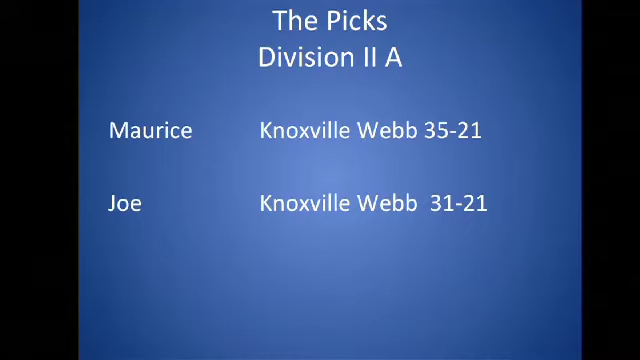 The Picks
Division II A
Maurice Knoxville Webb 35-21
Joe Knoxville Webb 31-21